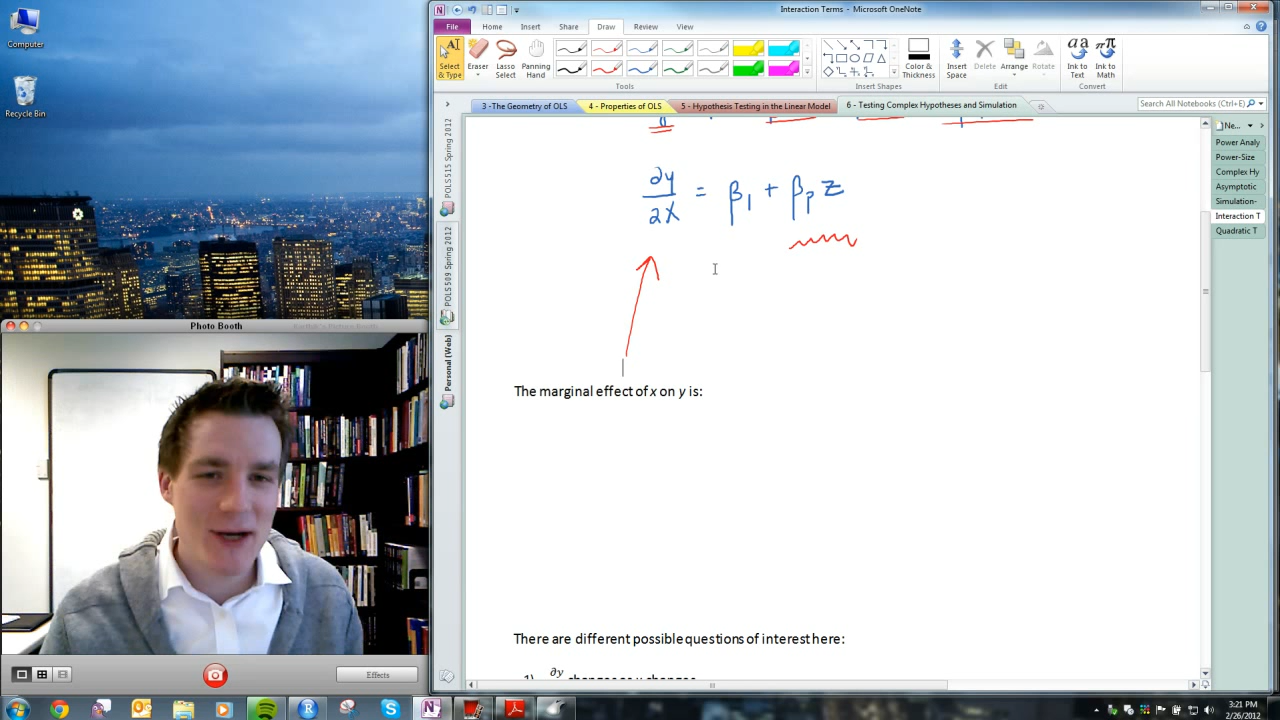 Computer
Recycle Bin
Interaction Terms - Microsoft OneNote
File Home Insert Share Draw Review View
Select & Type
Eraser
Lasso Select
Panning Hand
Color & Thickness
Insert Space
Delete
Arrange
Rotate
Ink to Text
Ink to Math
Tools
Insert Shapes
Edit
Convert
3 -The Geometry of OLS
4 - Properties of OLS
5 - Hypothesis Testing in the Linear Model
6 - Testing Complex Hypotheses and Simulation
Search All Notebooks (Ctrl+E)
POLS 515 Spring 2012
POLS 509 Spring 2012
Personal (Web)
Ne...
Power Analy
Power-Size
Complex Hy
Asymptotic
Simulation-
Interaction T
Quadratic T
∂y/∂x = β1 + βp z
The marginal effect of x on y is:
There are different possible questions of interest here:
Photo Booth
Effects
3:21 PM
2/26/2012